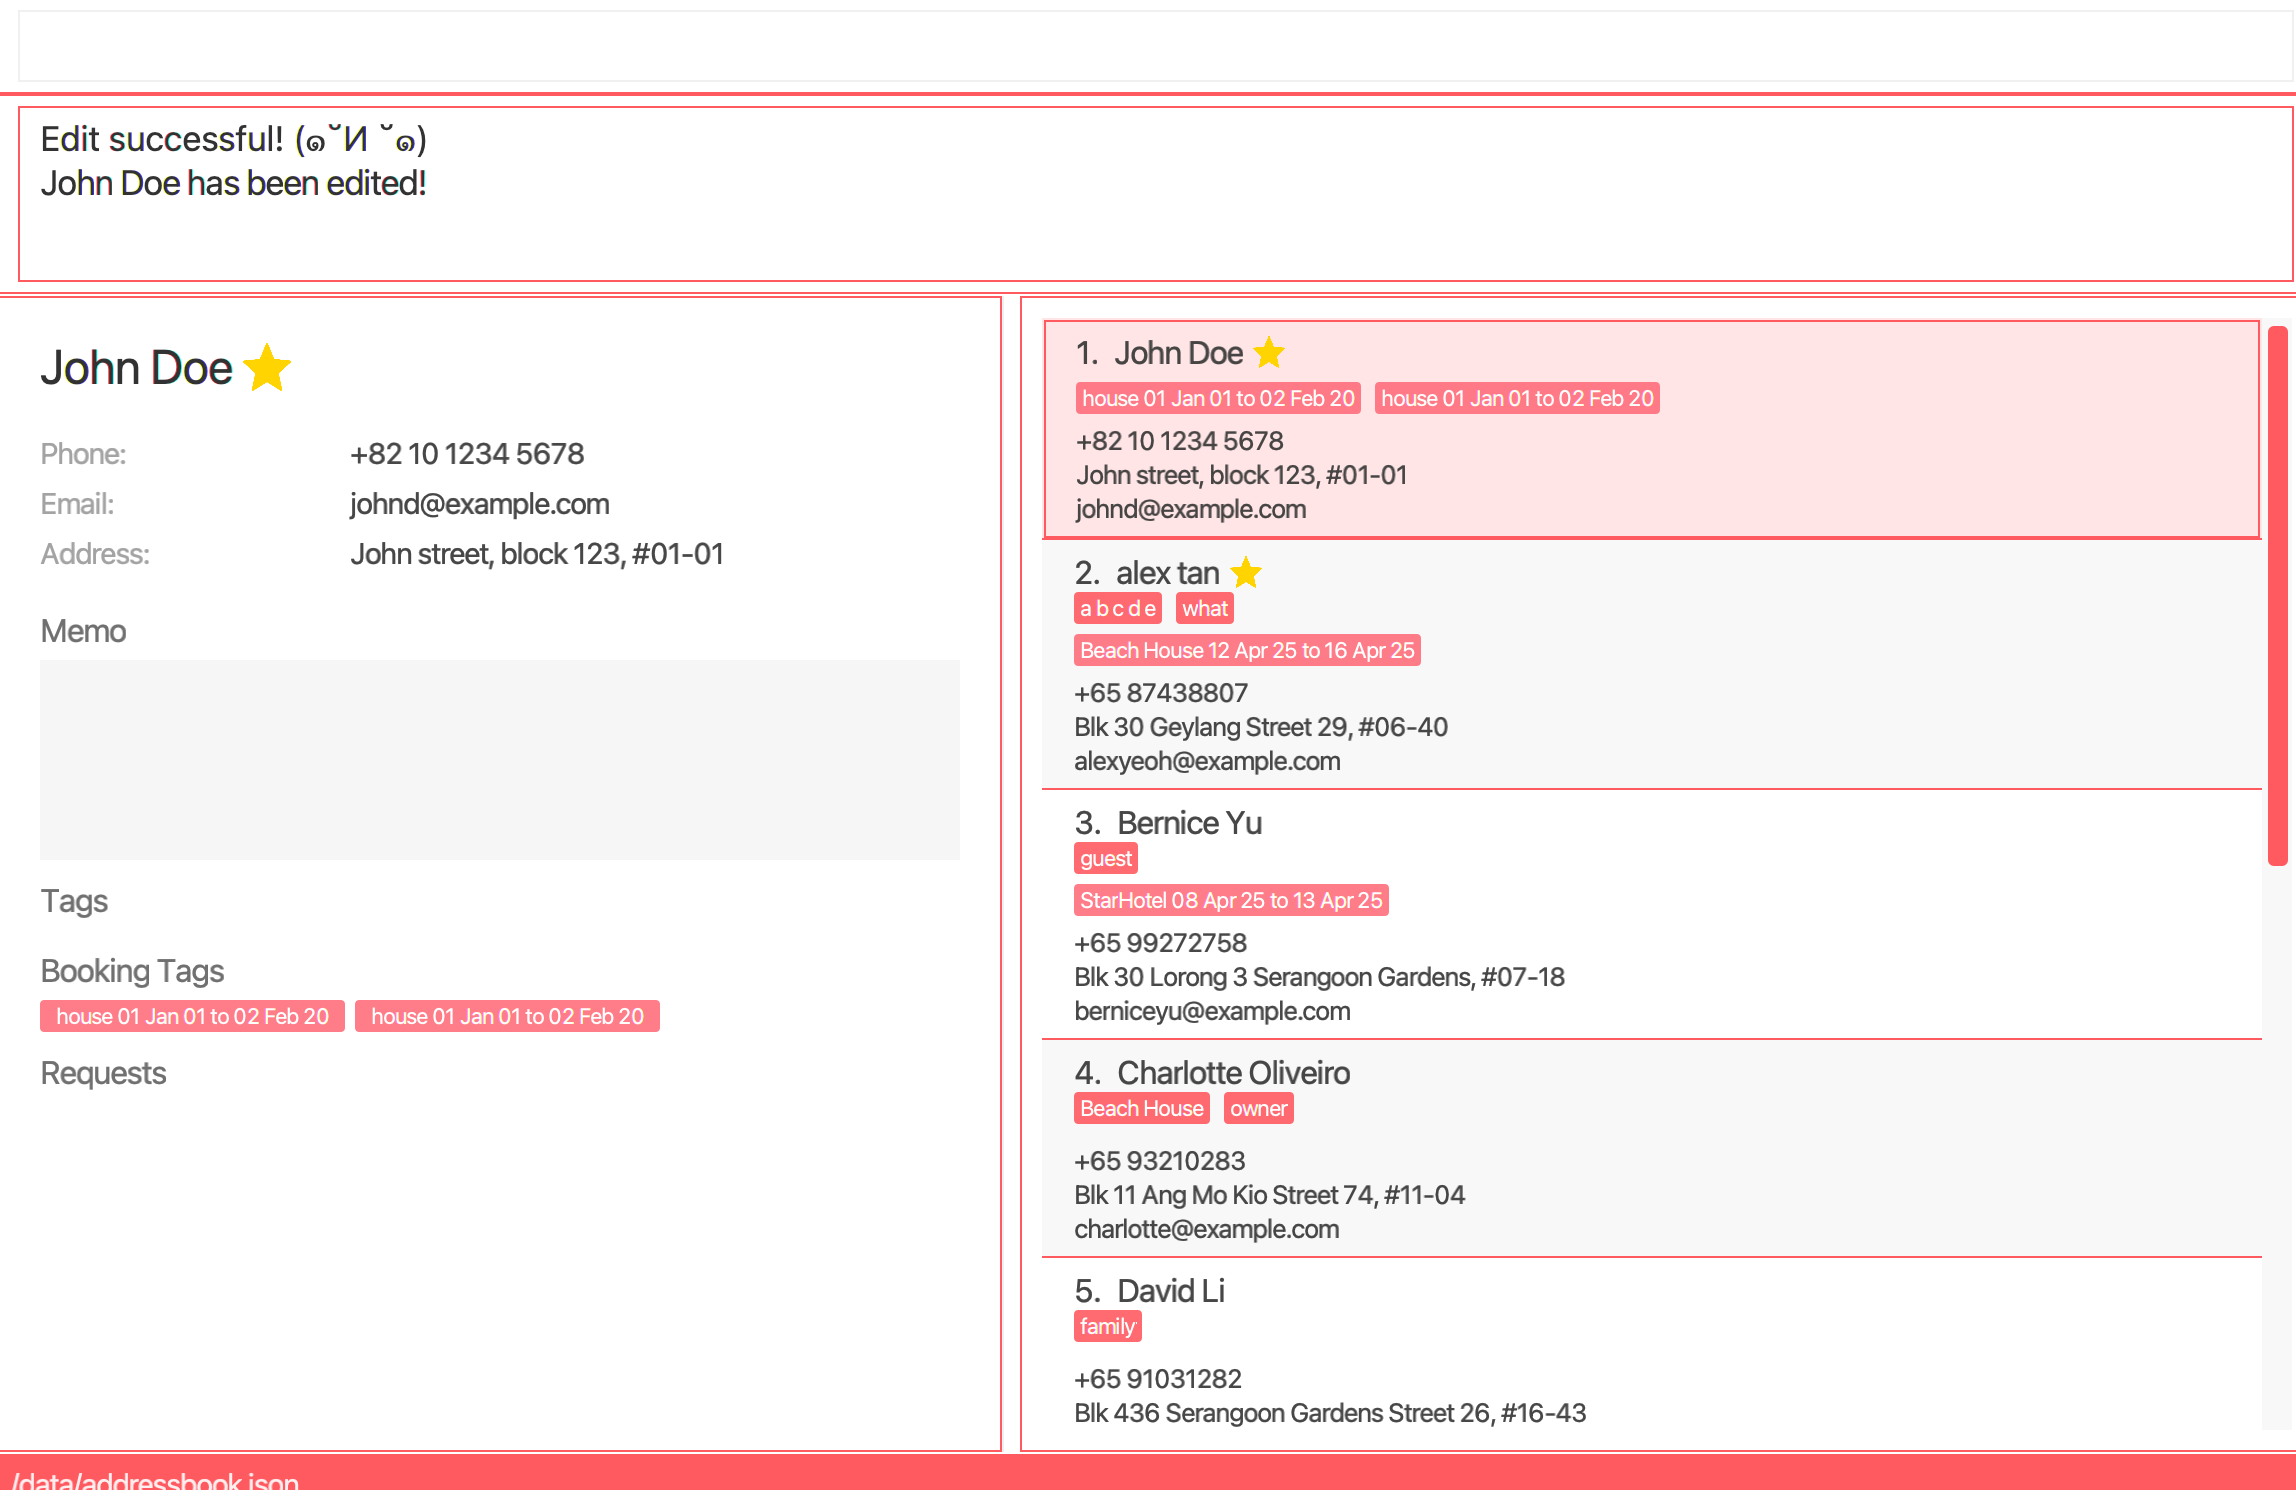 Edit successful! (๑˘И ˘๑)
John Doe has been edited!
John Doe
Phone: +82 10 1234 5678
Email: johnd@example.com
Address: John street, block 123, #01-01
Memo
Tags
Booking Tags
house 01 Jan 01 to 02 Feb 20 house 01 Jan 01 to 02 Feb 20
Requests
1. John Doe
house 01 Jan 01 to 02 Feb 20 house 01 Jan 01 to 02 Feb 20
+82 10 1234 5678
John street, block 123, #01-01
johnd@example.com
2. alex tan
a b c d e what
Beach House 12 Apr 25 to 16 Apr 25
+65 87438807
Blk 30 Geylang Street 29, #06-40
alexyeoh@example.com
3. Bernice Yu
guest
StarHotel 08 Apr 25 to 13 Apr 25
+65 99272758
Blk 30 Lorong 3 Serangoon Gardens, #07-18
berniceyu@example.com
4. Charlotte Oliveiro
Beach House owner
+65 93210283
Blk 11 Ang Mo Kio Street 74, #11-04
charlotte@example.com
5. David Li
family
+65 91031282
Blk 436 Serangoon Gardens Street 26, #16-43
/data/addressbook.json